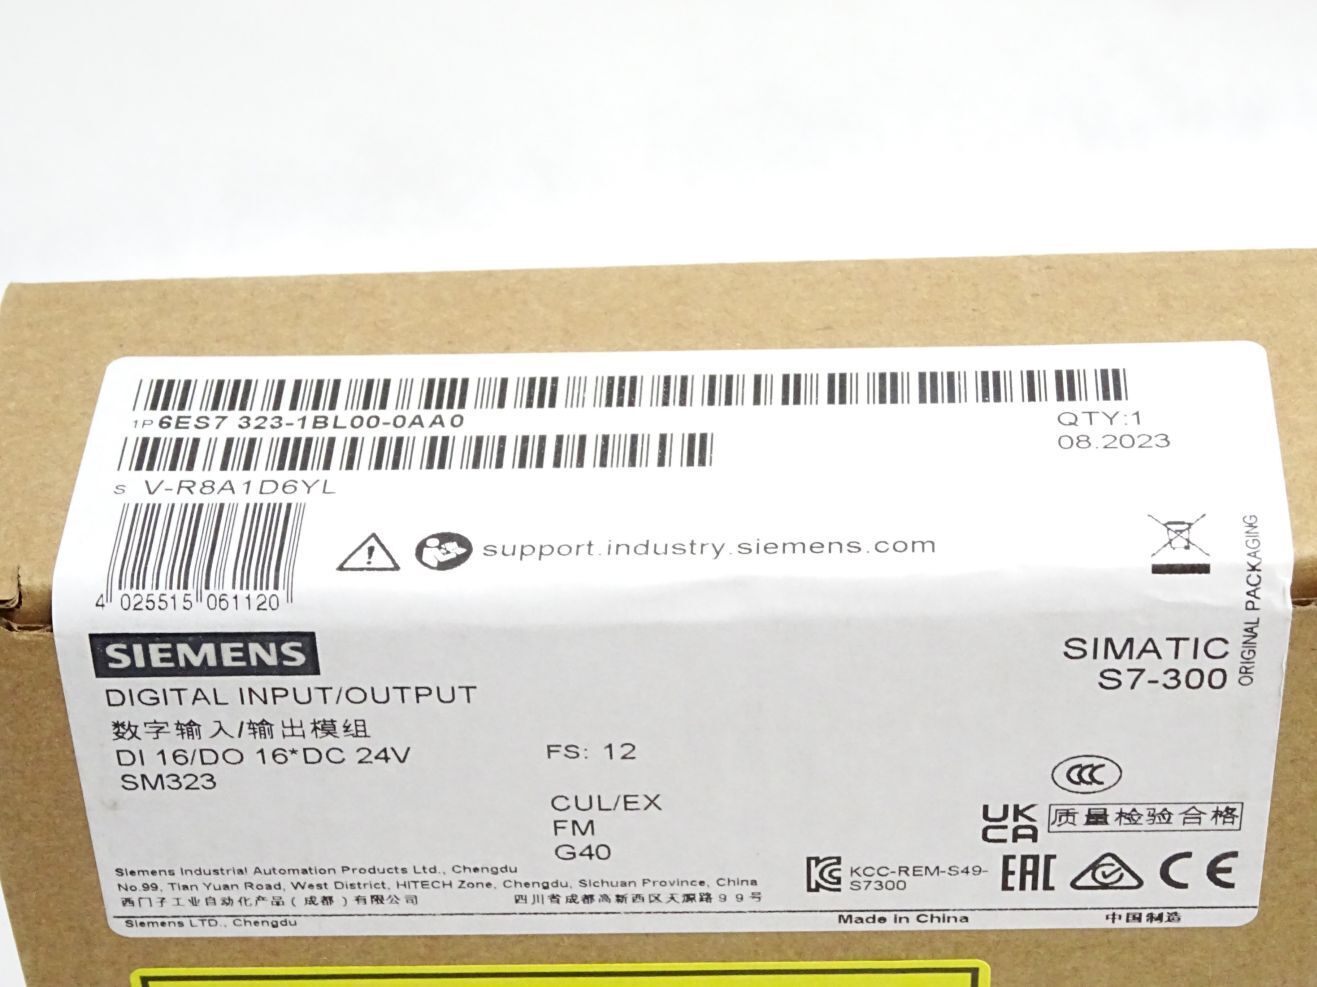 1P 6ES7 323-1BL00-0AA0
QTY:1
08.2023
S V-R8A1D6YL
support.industry.siemens.com
4 025515 061120
ORIGINAL PACKAGING
SIEMENS
SIMATIC
S7-300
DIGITAL INPUT/OUTPUT
数字输入/输出模组
DI 16/DO 16*DC 24V
FS: 12
SM323
CCC
CUL/EX
FM
G40
UK
CA
质量检验合格
KCC-REM-S49-
S7300
EAC
CE
Siemens Industrial Automation Products Ltd., Chengdu
No.99, Tian Yuan Road, West District, HITECH Zone, Chengdu, Sichuan Province, China
西门子工业自动化产品(成都)有限公司
四川省成都高新西区天源路99号
Siemens LTD., Chengdu
Made in China
中国制造